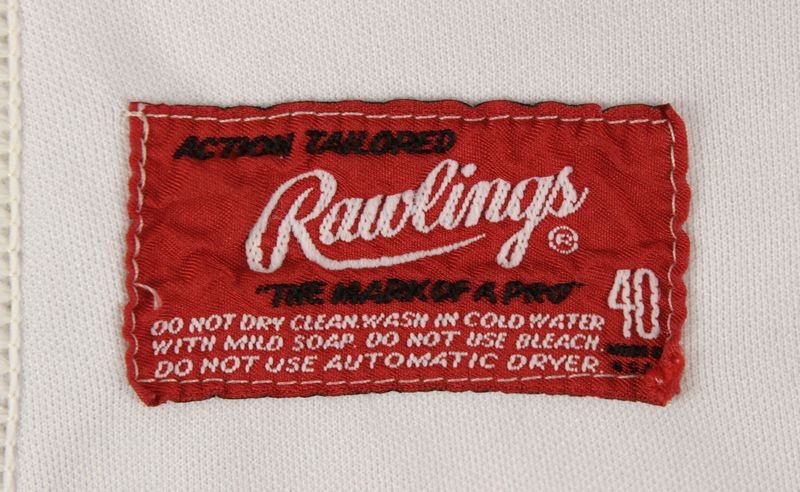 ACTION TAILORED
Rawlings ®
"THE MARK OF A PRO"
40
DO NOT DRY CLEAN. WASH IN COLD WATER
WITH MILD SOAP. DO NOT USE BLEACH
DO NOT USE AUTOMATIC DRYER.